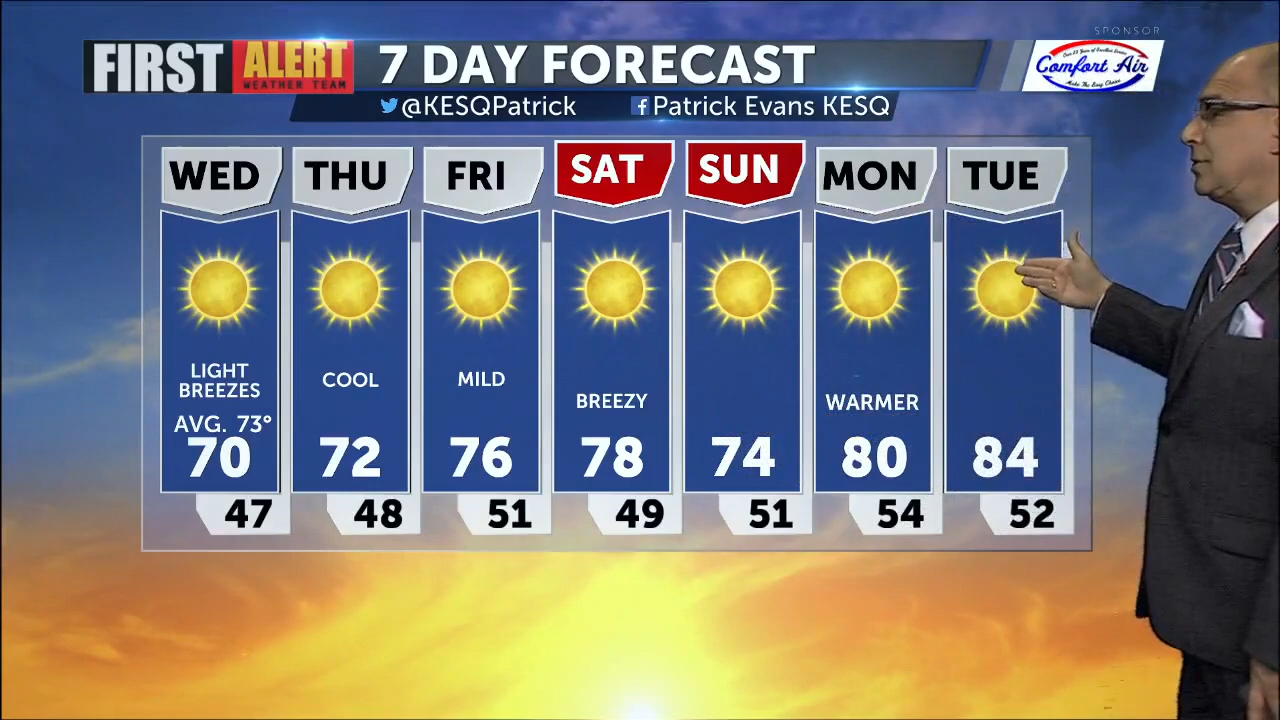 SPONSOR
FIRST ALERT
WEATHER TEAM
7 DAY FORECAST
Comfort Air
@KESQPatrick
Patrick Evans KESQ
WED THU FRI SAT SUN MON TUE
LIGHT
BREEZES
COOL
MILD
BREEZY
WARMER
AVG. 73°
70 72 76 78 74 80 84
47 48 51 49 51 54 52